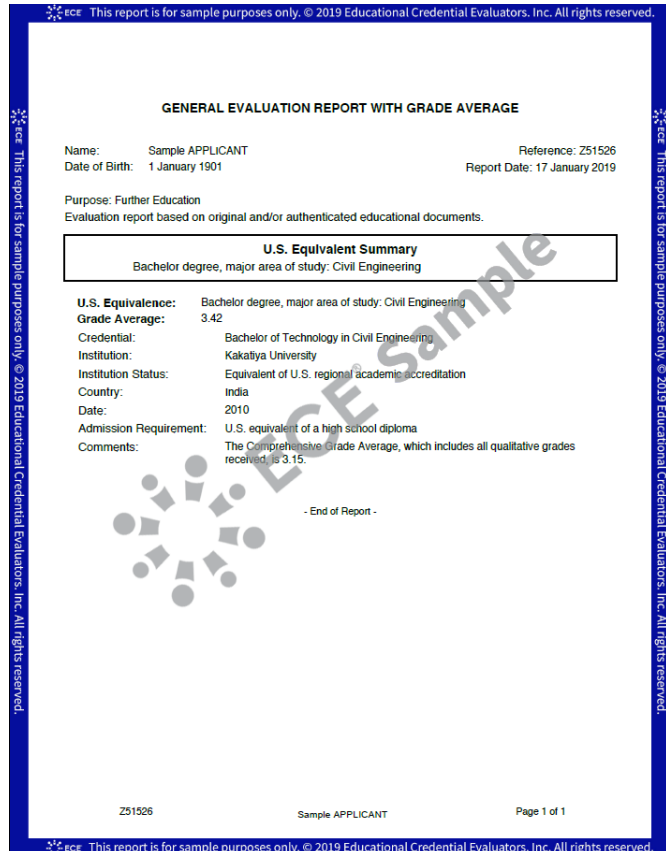 ECE This report is for sample purposes only. © 2019 Educational Credential Evaluators. Inc. All rights reserved.
GENERAL EVALUATION REPORT WITH GRADE AVERAGE
Name: Sample APPLICANT Reference: Z51526
Date of Birth: 1 January 1901 Report Date: 17 January 2019
Purpose: Further Education
Evaluation report based on original and/or authenticated educational documents.
U.S. Equivalent Summary
Bachelor degree, major area of study: Civil Engineering
U.S. Equivalence: Bachelor degree, major area of study: Civil Engineering
Grade Average: 3.42
Credential: Bachelor of Technology in Civil Engineering
Institution: Kakatiya University
Institution Status: Equivalent of U.S. regional academic accreditation
Country: India
Date: 2010
Admission Requirement: U.S. equivalent of a high school diploma
Comments: The Comprehensive Grade Average, which includes all qualitative grades
received, is 3.15.
- End of Report -
ECE® Sample
Z51526 Sample APPLICANT Page 1 of 1
ECE This report is for sample purposes only. © 2019 Educational Credential Evaluators. Inc. All rights reserved.
ECE This report is for sample purposes only. © 2019 Educational Credential Evaluators. Inc. All rights reserved.
ECE This report is for sample purposes only. © 2019 Educational Credential Evaluators. Inc. All rights reserved.